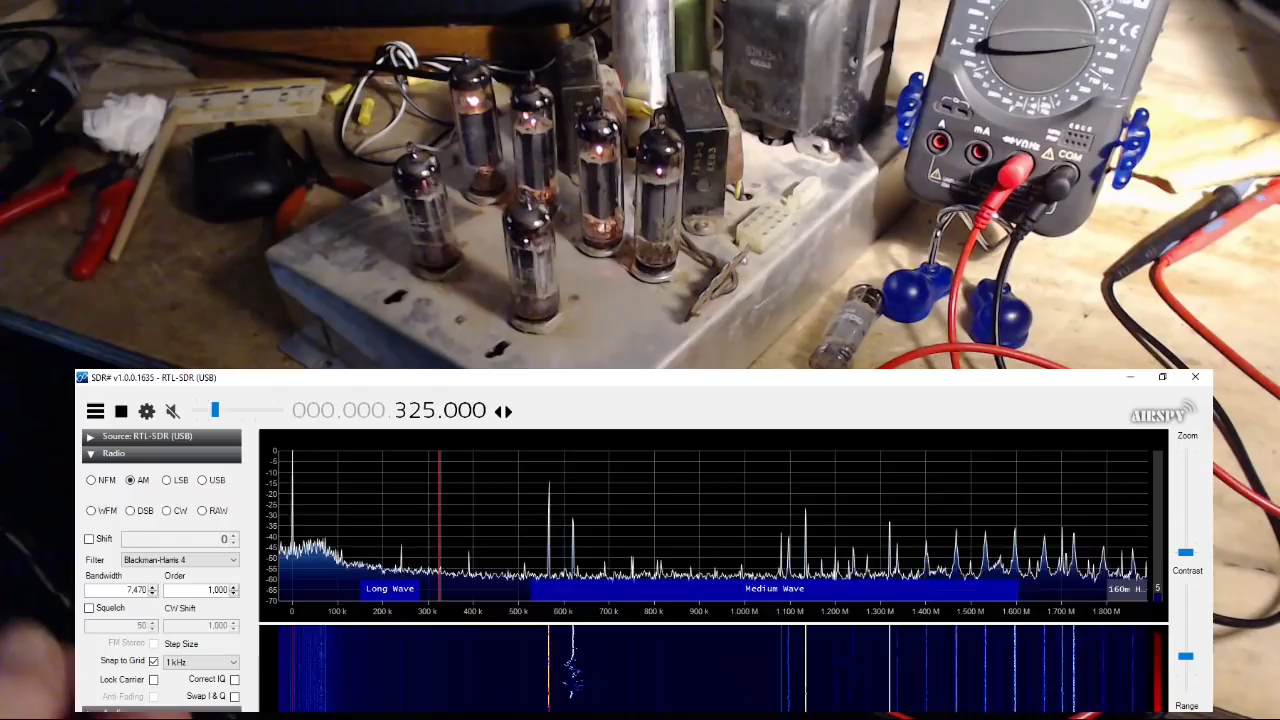 A
mA
COM
SDR# v1.0.0.1635 - RTL-SDR (USB)
000.000.325.000
AIRSPY
Source: RTL-SDR (USB)
Radio
NFM AM LSB USB
WFM DSB CW RAW
Shift 0
Filter Blackman-Harris 4
Bandwidth Order
7,470 1,000
Squelch CW Shift
50 1,000
FM Stereo Step Size
Snap to Grid 1 kHz
Lock Carrier Correct IQ
Anti-Fading Swap I & Q
Zoom
Contrast
Range
0
-5
-10
-15
-20
-25
-30
-35
-40
-45
-50
-55
-60
-65
-70
5
Long Wave Medium Wave 160m H...
0 100 k 200 k 300 k 400 k 500 k 600 k 700 k 800 k 900 k 1.000 M 1.100 M 1.200 M 1.300 M 1.400 M 1.500 M 1.600 M 1.700 M 1.800 M